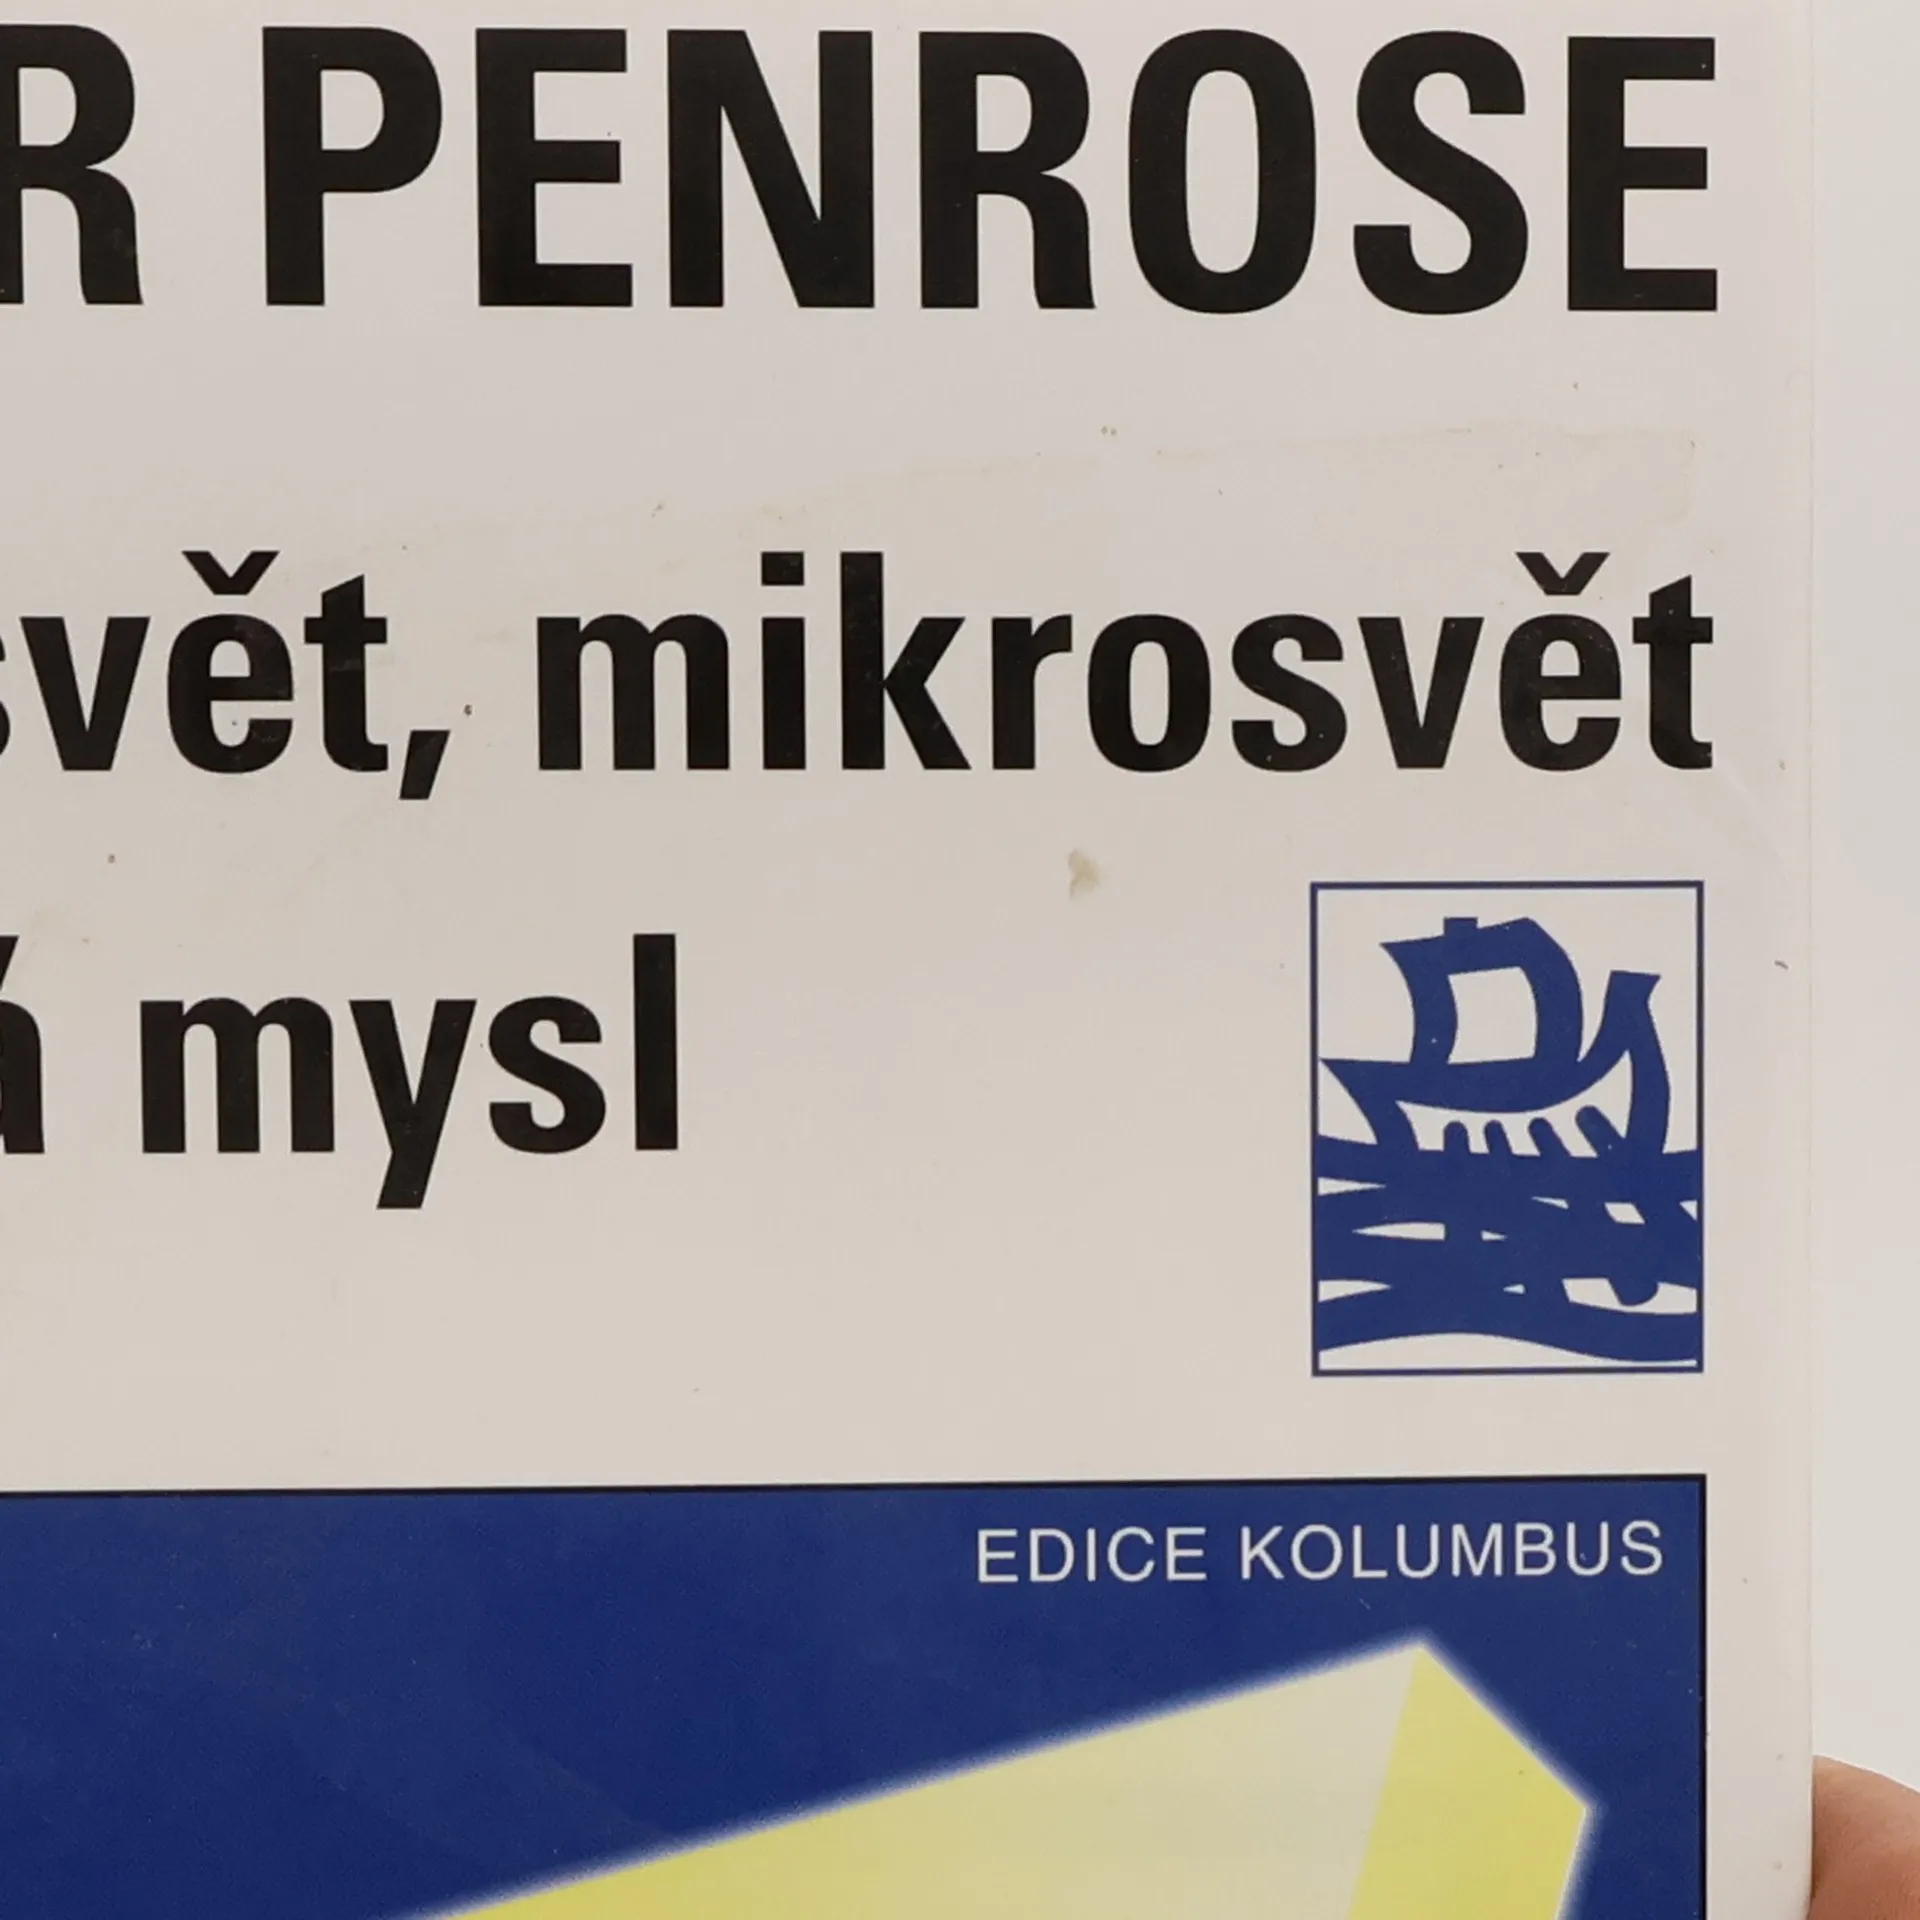 R PENROSE
svět, mikrosvět
á mysl
EDICE KOLUMBUS